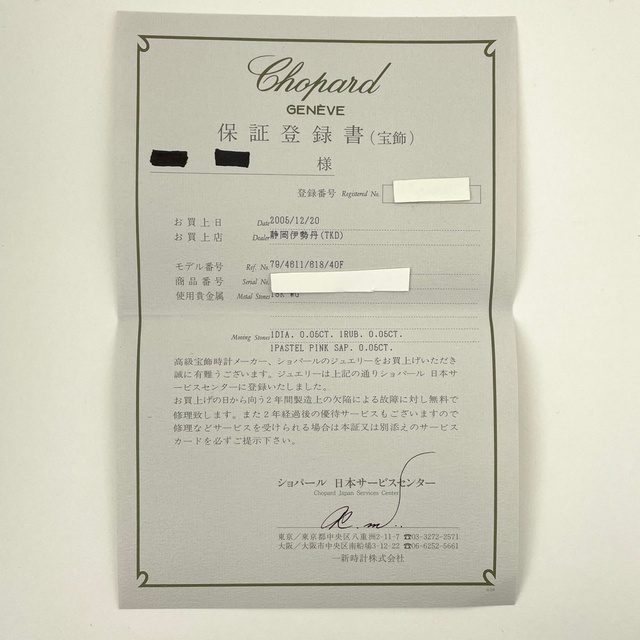 Chopard
GENÈVE
保証登録書(宝飾)
様
登録番号 Registered No.
お買上日 Date 2005/12/20
お買上店 Dealer 静岡伊勢丹(TKD)
モデル番号 Ref. No. 79/4611/618/40F
商品番号 Serial No.
使用貴金属 Metal Stones 18K WG
Moving Stones 1DIA. 0.05CT. 1RUB. 0.05CT.
1PASTEL PINK SAP. 0.05CT.
高級宝飾時計メーカー、ショパールのジュエリーをお買上げいただき
誠に有難うございます。ジュエリーは上記の通りショパール 日本サ
ービスセンターに登録いたしました。
お買上げの日から向う2年間製造上の欠陥による故障に対し無料で
修理致します。また2年経過後の優待サービスもございますので
修理などサービスを受けられる場合は本証又は別添えのサービス
カードを必ずご提示下さい。
ショパール 日本サービスセンター
Chopard Japan Services Center
東京/東京都中央区八重洲2-11-7 ☎03-3272-2571
大阪/大阪市中央区南船場3-12-22 ☎06-6252-5661
一新時計株式会社